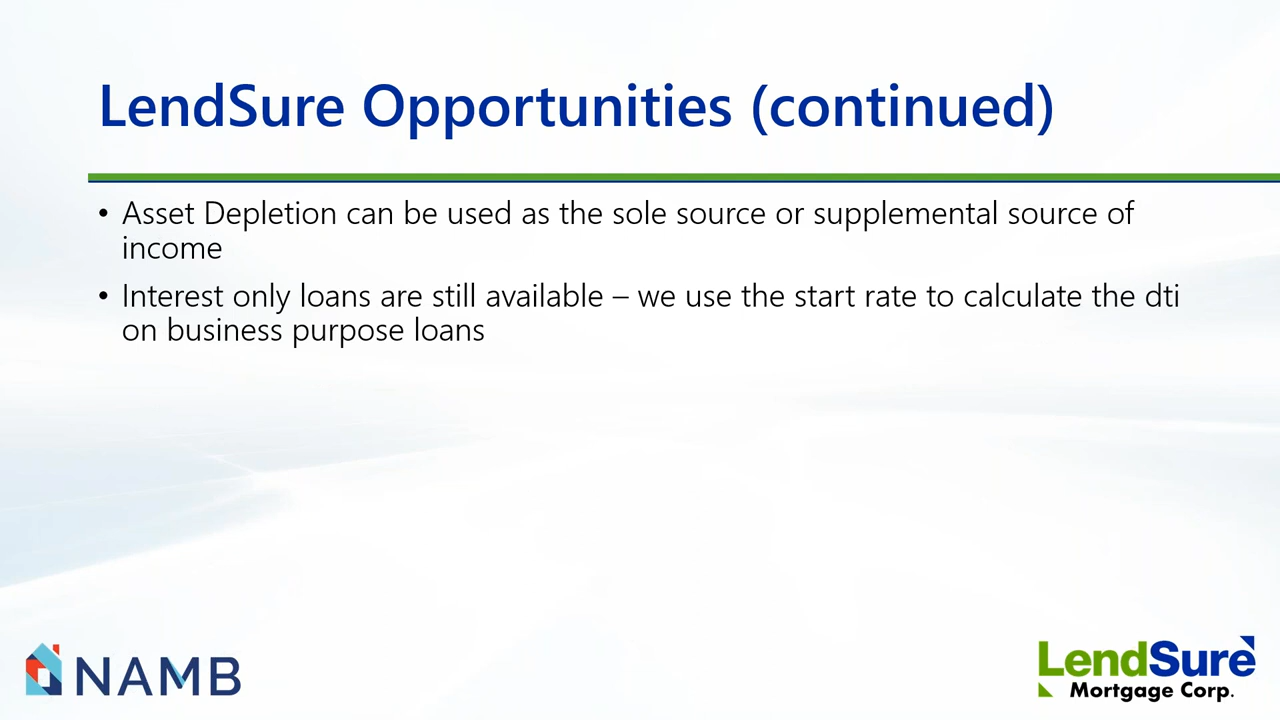 LendSure Opportunities (continued)
• Asset Depletion can be used as the sole source or supplemental source of
income
• Interest only loans are still available – we use the start rate to calculate the dti
on business purpose loans
NAMB
LendSure
Mortgage Corp.